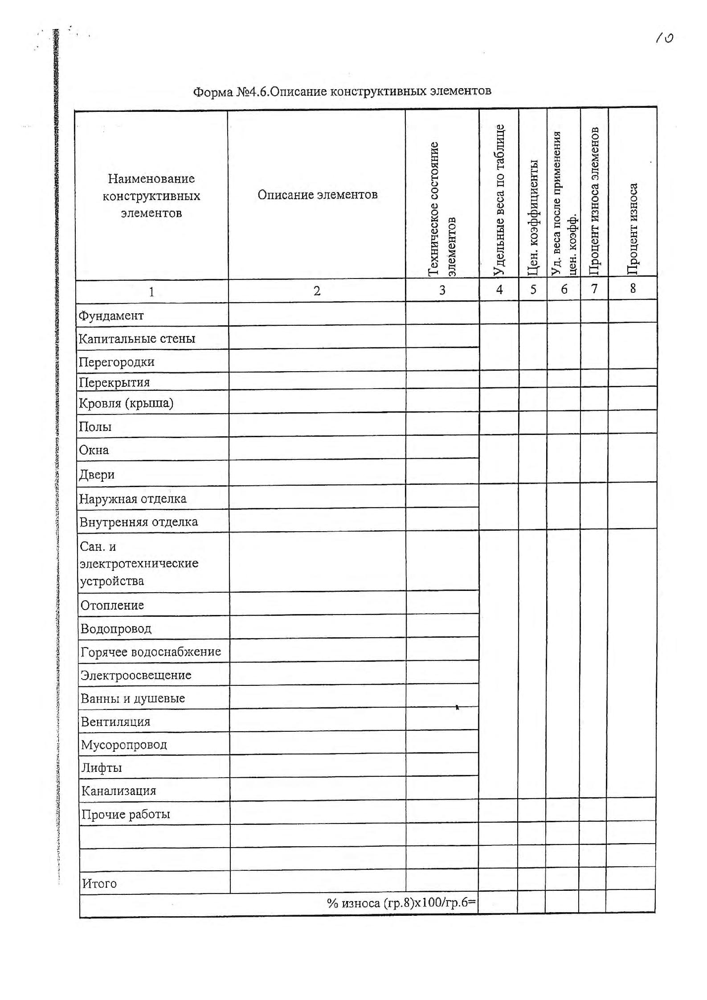 10
Форма №4.6.Описание конструктивных элементов
Наименование
конструктивных
элементов
Описание элементов
Техническое состояние
элементов
Удельные веса по таблице
Цен. коэффициенты
Уд. веса после применения
цен. коэфф.
Процент износа элеменов
Процент износа
1 2 3 4 5 6 7 8
Фундамент
Капитальные стены
Перегородки
Перекрытия
Кровля (крыша)
Полы
Окна
Двери
Наружная отделка
Внутренняя отделка
Сан. и
электротехнические
устройства
Отопление
Водопровод
Горячее водоснабжение
Электроосвещение
Ванны и душевые
Вентиляция
Мусоропровод
Лифты
Канализация
Прочие работы
Итого
% износа (гр.8)х100/гр.6=